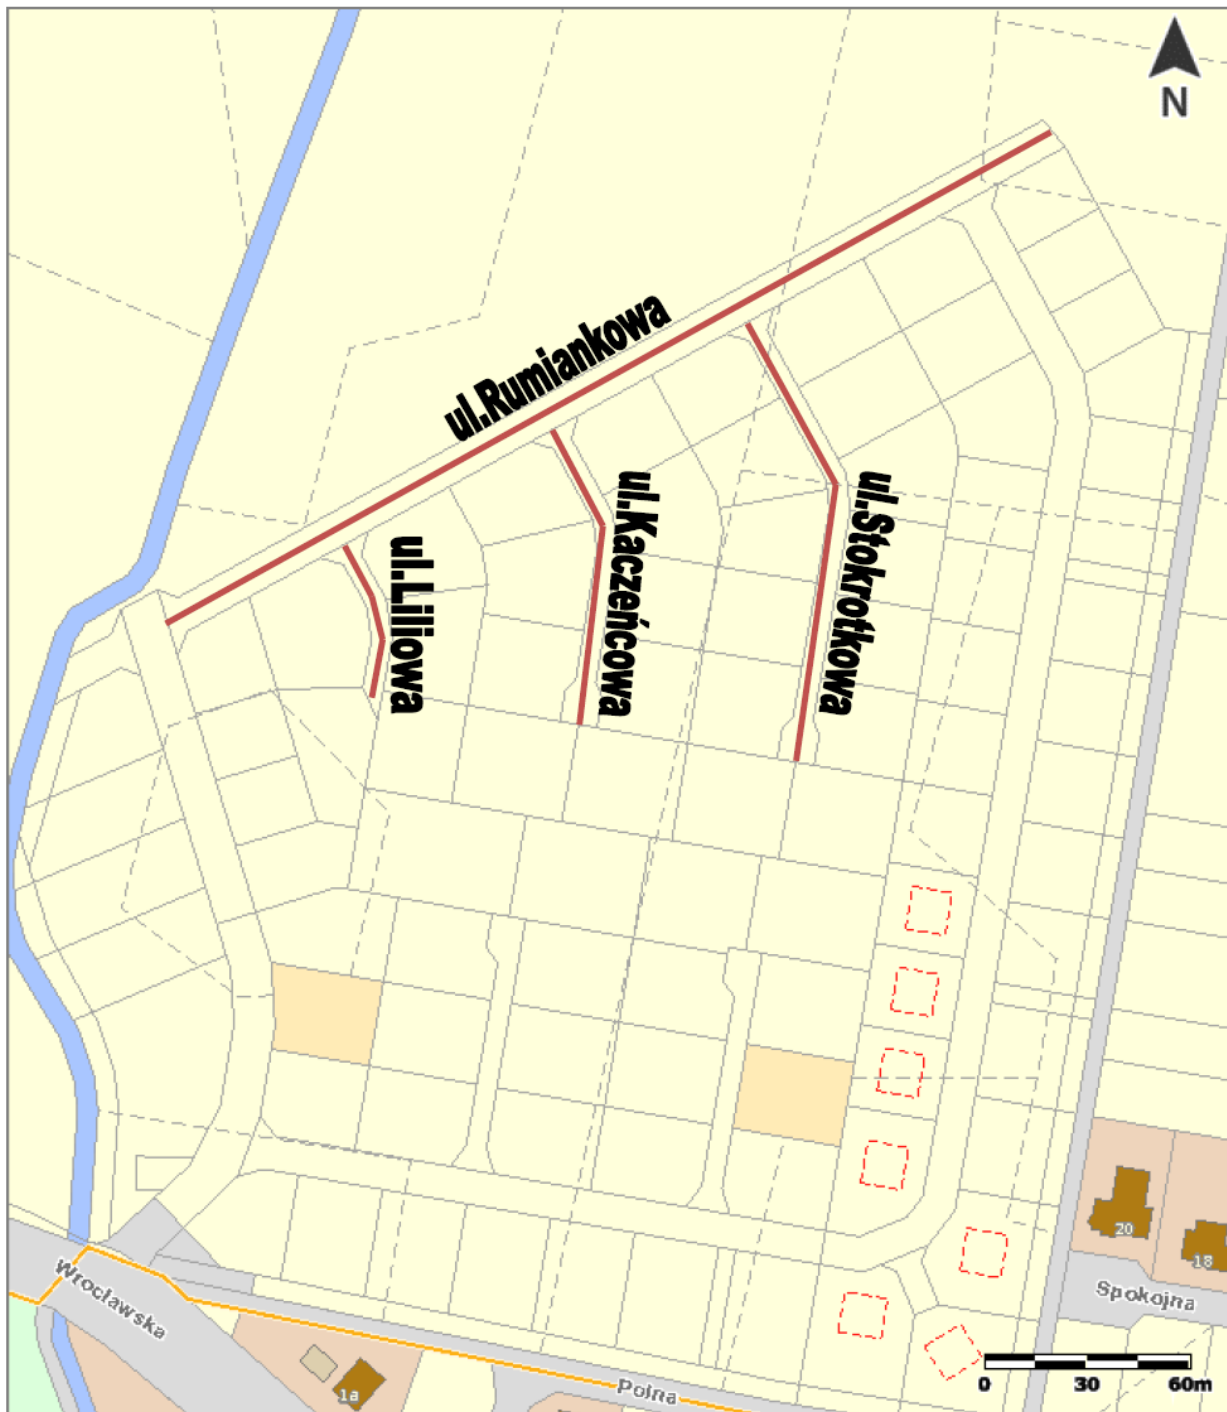 N
ul.Rumiankowa
ul.Liliowa
ul.Kaczeńcowa
ul.Stokrotkowa
20
18
Spokojna
Wrocławska
1a
Polna
0 30 60m